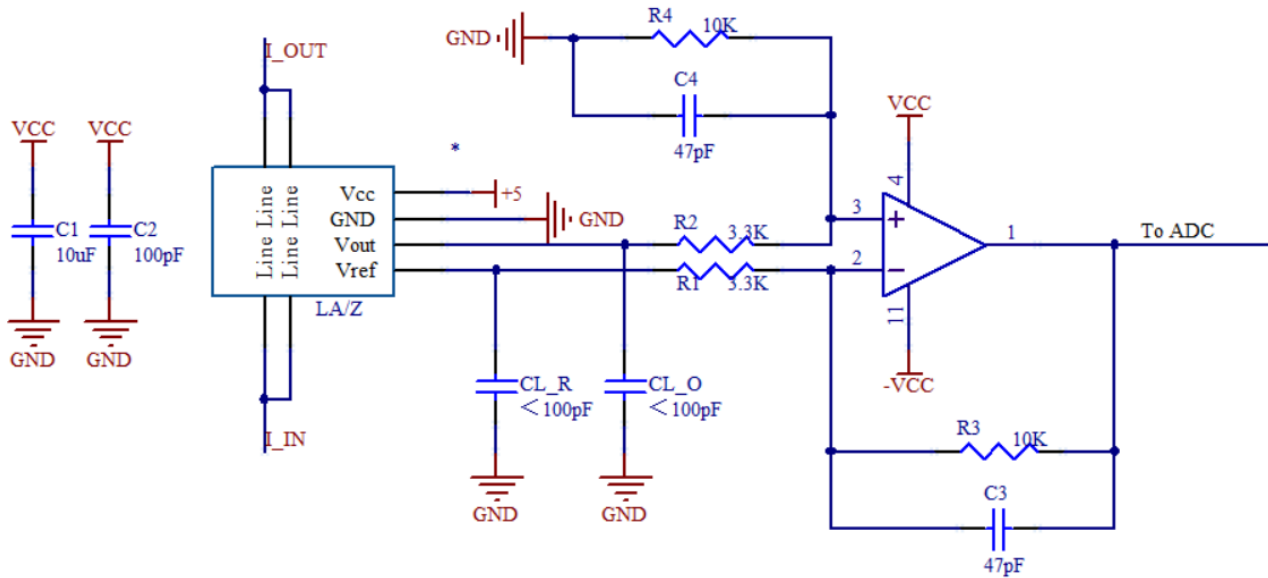 I_OUT
VCC
VCC
C1
10uF
C2
100pF
GND
GND
Line Line
Line Line
Vcc
GND
Vout
Vref
LA/Z
*
+5
GND
I_IN
GND
R4
10K
C4
47pF
R2
3.3K
R1
3.3K
CL_R
<100pF
CL_O
<100pF
GND
GND
VCC
4
3
+
2
−
1
11
-VCC
To ADC
R3
10K
C3
47pF